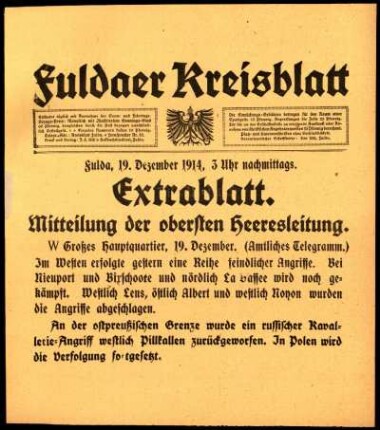 Fuldaer Kreisblatt
Fulda, 19. Dezember 1914, 3 Uhr nachmittags.
Extrablatt.
Mitteilung der obersten Heeresleitung.
W Großes Hauptquartier, 19. Dezember. (Amtliches Telegramm.)
Im Westen erfolgte gestern eine Reihe feindlicher Angriffe. Bei
Nieuport und Bixschoote und nördlich La Bassee wird noch ge-
kämpft. Westlich Lens, östlich Albert und westlich Noyon wurden
die Angriffe abgeschlagen.
An der ostpreußischen Grenze wurde ein russischer Kaval-
lerie-Angriff westlich Pillkallen zurückgeworfen. In Polen wird
die Verfolgung fortgesetzt.